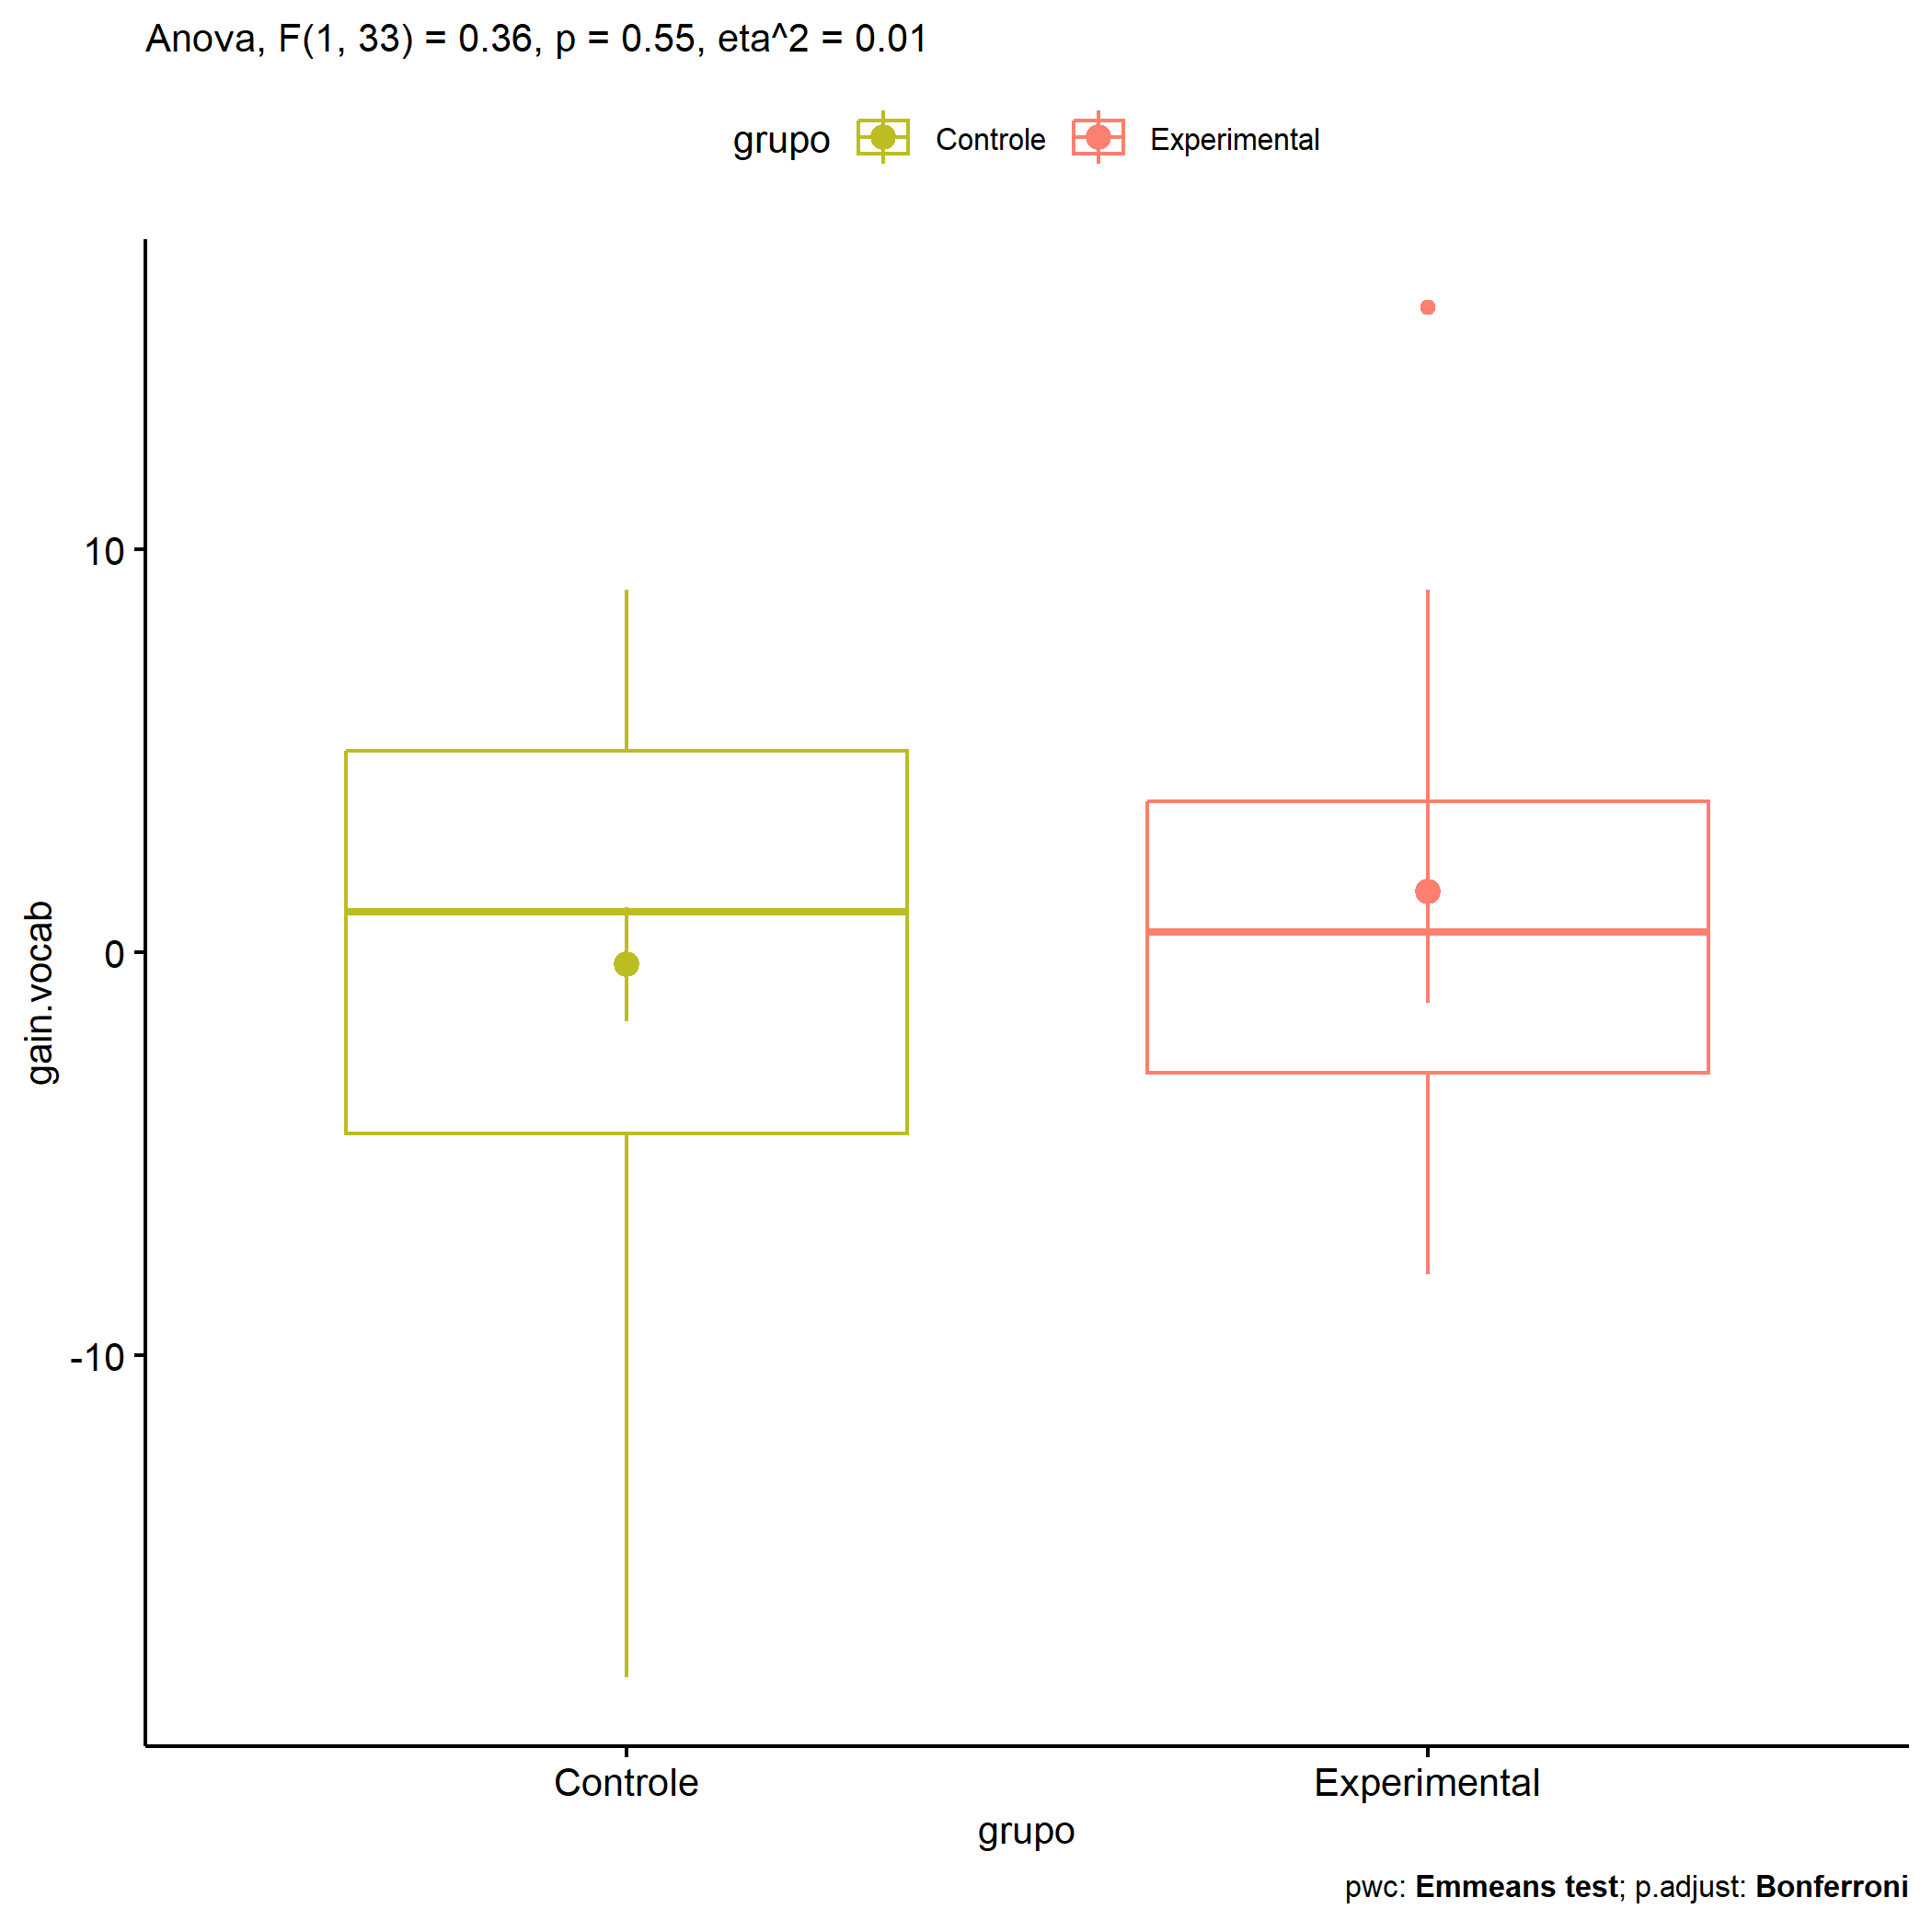 Anova, F(1, 33) = 0.36, p = 0.55, eta^2 = 0.01
grupo Controle Experimental
10
0
-10
gain.vocab
Controle Experimental
grupo
pwc: Emmeans test; p.adjust: Bonferroni